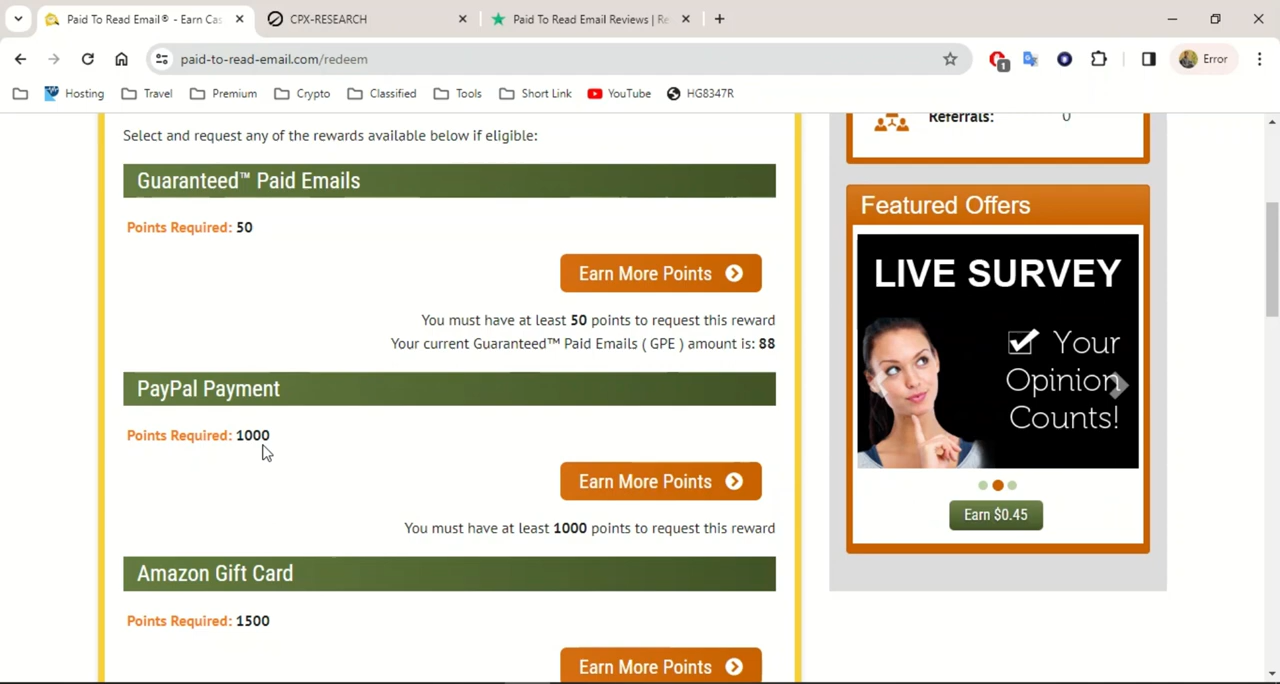 Paid To Read Email® - Earn Cas
CPX-RESEARCH
Paid To Read Email Reviews | Re
paid-to-read-email.com/redeem
1
Error
Hosting
Travel
Premium
Crypto
Classified
Tools
Short Link
YouTube
HG8347R
Select and request any of the rewards available below if eligible:
Guaranteed™ Paid Emails
Points Required: 50
Earn More Points
You must have at least 50 points to request this reward
Your current Guaranteed™ Paid Emails ( GPE ) amount is: 88
PayPal Payment
Points Required: 1000
Earn More Points
You must have at least 1000 points to request this reward
Amazon Gift Card
Points Required: 1500
Earn More Points
Referrals: 0
Featured Offers
LIVE SURVEY
Your
Opinion
Counts!
Earn $0.45